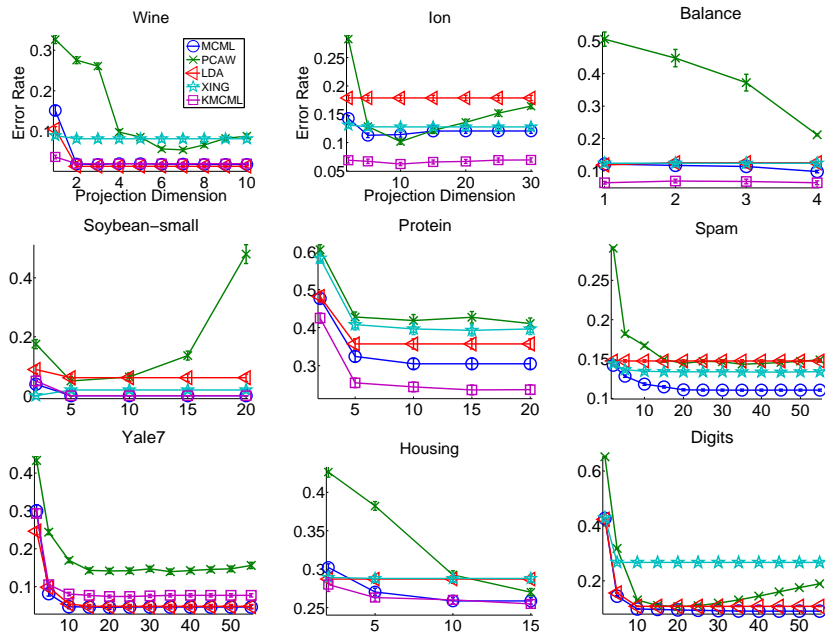 Wine
Ion
Balance
Error Rate
0.3
0.1
2 4 6 8 10
Projection Dimension
MCML
PCAW
LDA
XING
KMCML
Error Rate
0.25
0.2
0.15
0.1
0.05
10 20 30
Projection Dimension
0.5
0.4
0.3
0.2
0.1
1 2 3 4
Soybean−small
Protein
Spam
0.4
0.2
0
5 10 15 20
0.6
0.5
0.4
0.3
5 10 15 20
0.25
0.2
0.15
0.1
10 20 30 40 50
Yale7
Housing
Digits
0.4
0.3
0.2
0.1
10 20 30 40 50
0.4
0.35
0.3
0.25
5 10 15
0.6
0.4
0.2
10 20 30 40 50